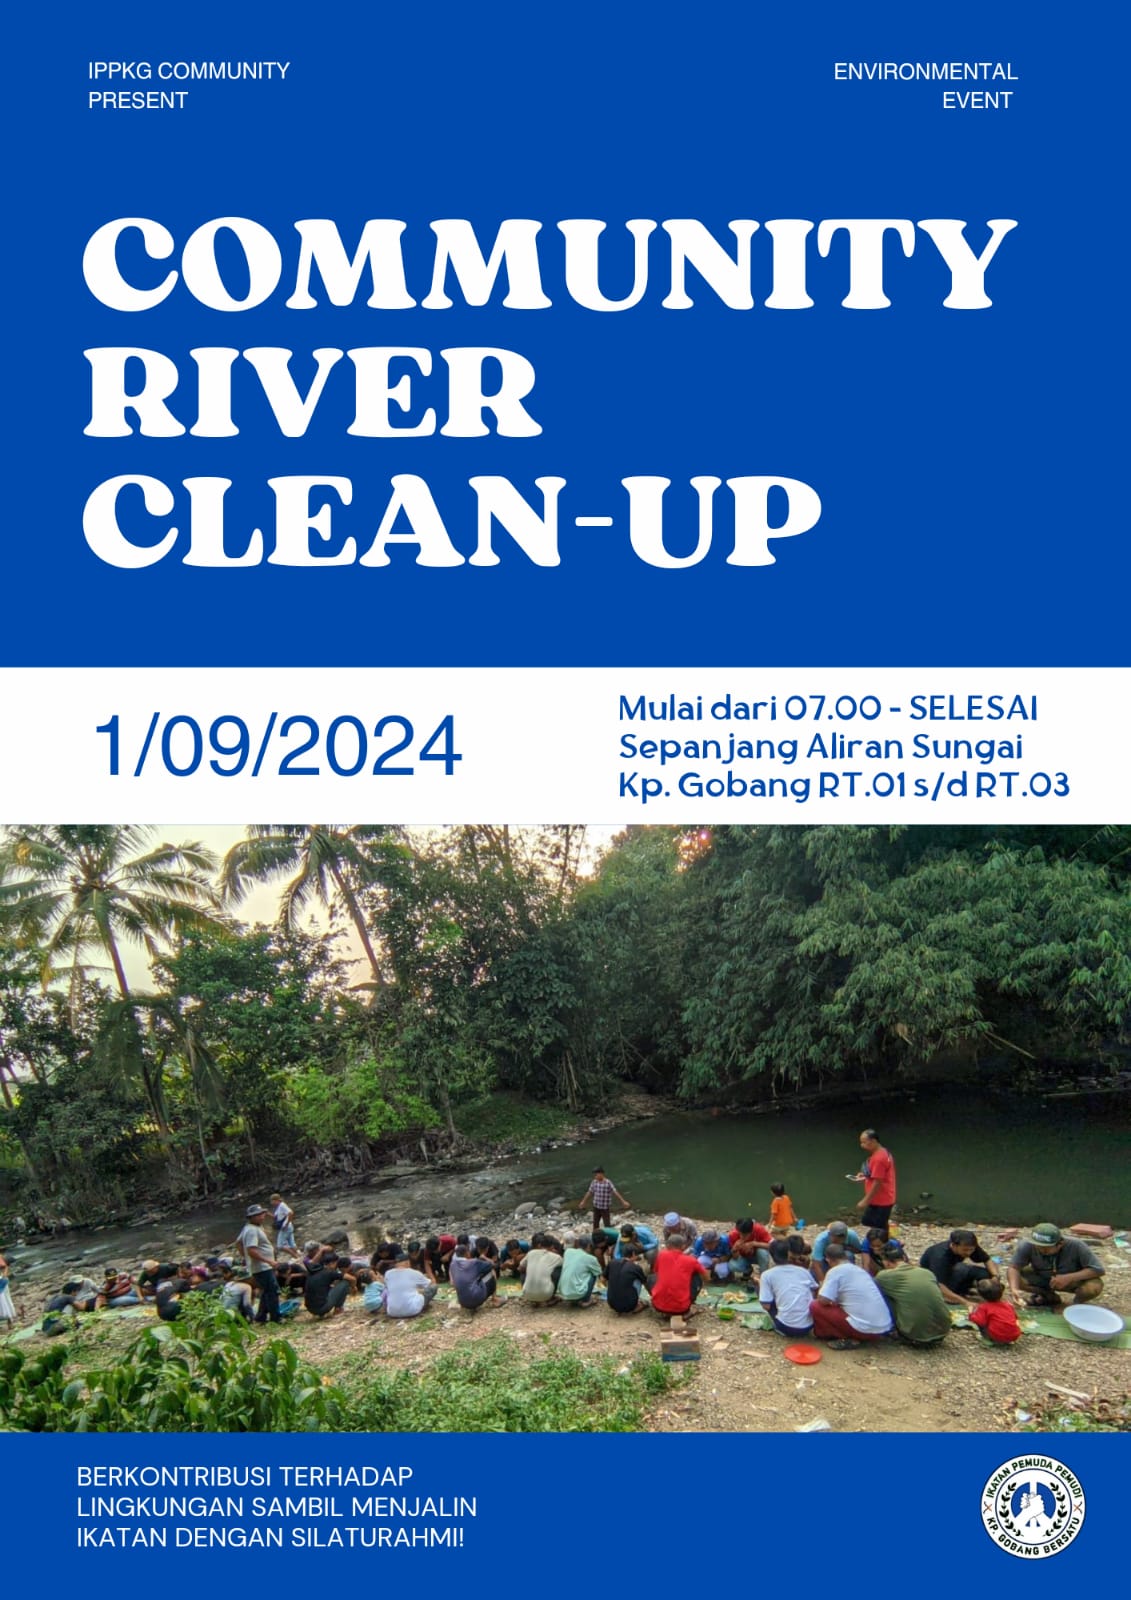 IPPKG COMMUNITY
PRESENT
ENVIRONMENTAL
EVENT
COMMUNITY
RIVER
CLEAN-UP
1/09/2024
Mulai dari 07.00 - SELESAI
Sepanjang Aliran Sungai
Kp. Gobang RT.01 s/d RT.03
BERKONTRIBUSI TERHADAP
LINGKUNGAN SAMBIL MENJALIN
IKATAN DENGAN SILATURAHMI!
IKATAN PEMUDA PEMUDI
KP. GOBANG BERSATU